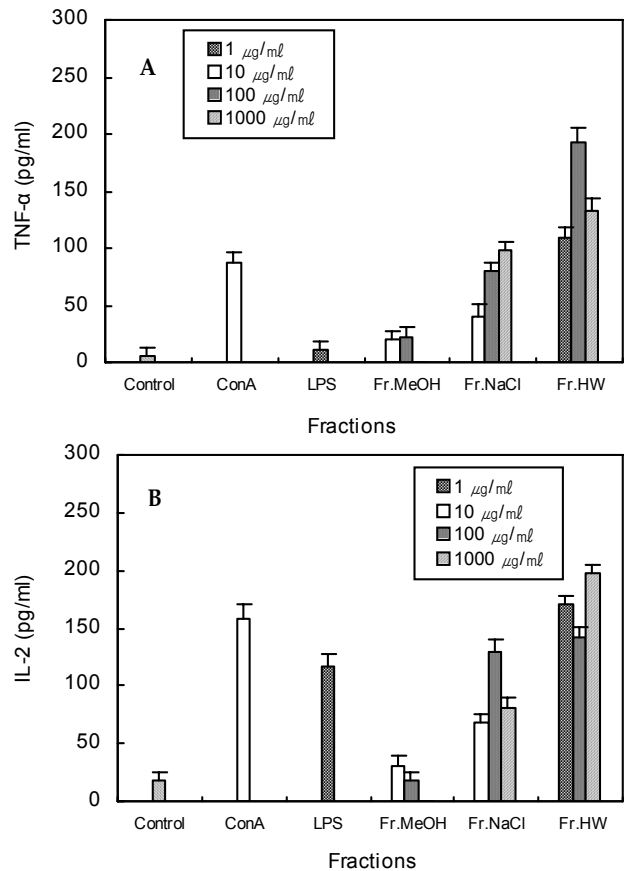 300
250
200
150
100
50
0
TNF-α (pg/ml)
A
1 ㎍/㎖
10 ㎍/㎖
100 ㎍/㎖
1000 ㎍/㎖
Control ConA LPS Fr.MeOH Fr.NaCl Fr.HW
Fractions
300
250
200
150
100
50
0
IL-2 (pg/ml)
B
1 ㎍/㎖
10 ㎍/㎖
100 ㎍/㎖
1000 ㎍/㎖
Control ConA LPS Fr.MeOH Fr.NaCl Fr.HW
Fractions